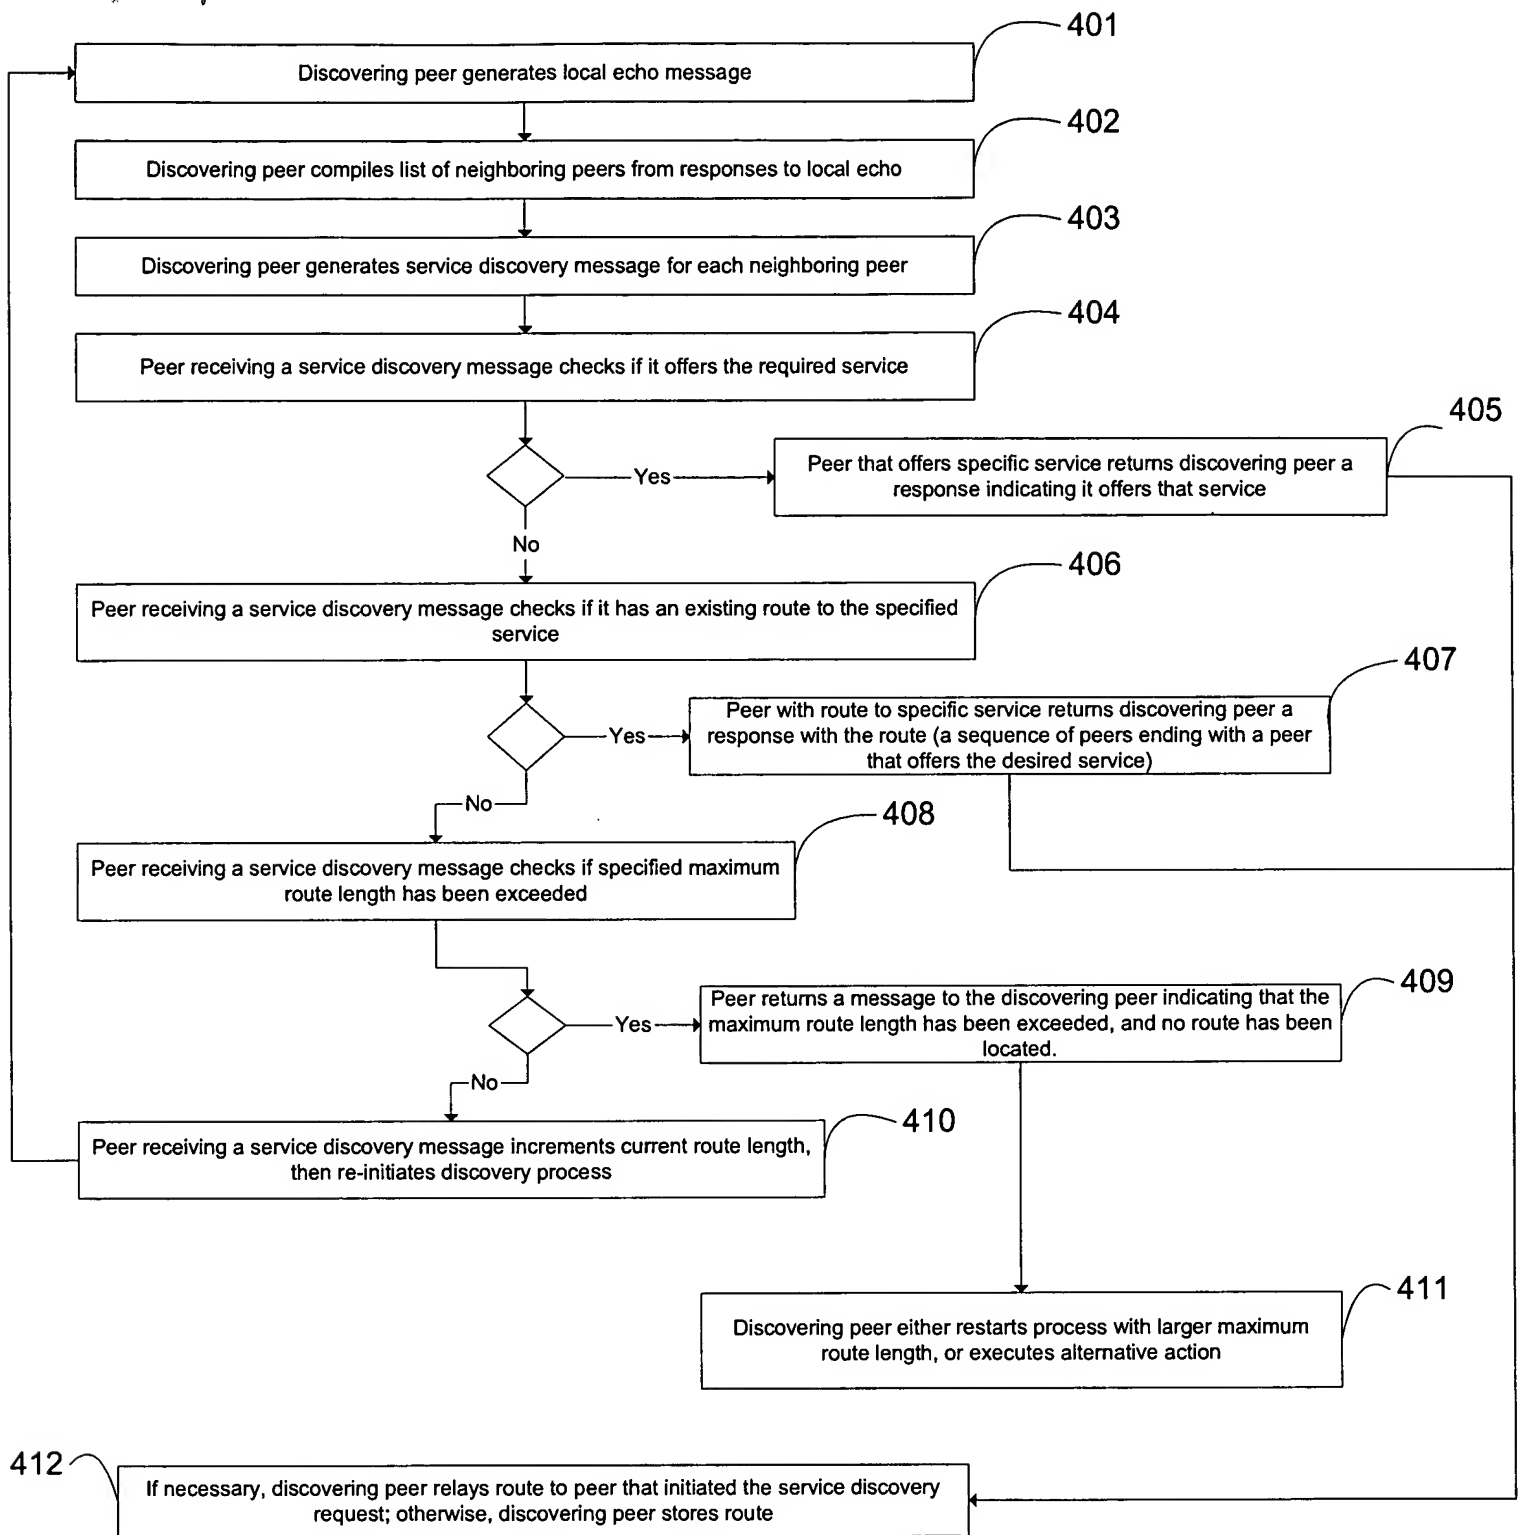 401
Discovering peer generates local echo message
402
Discovering peer compiles list of neighboring peers from responses to local echo
403
Discovering peer generates service discovery message for each neighboring peer
404
Peer receiving a service discovery message checks if it offers the required service
405
Yes
Peer that offers specific service returns discovering peer a
response indicating it offers that service
No
406
Peer receiving a service discovery message checks if it has an existing route to the specified
service
407
Yes
Peer with route to specific service returns discovering peer a
response with the route (a sequence of peers ending with a peer
that offers the desired service)
No
408
Peer receiving a service discovery message checks if specified maximum
route length has been exceeded
409
Yes
Peer returns a message to the discovering peer indicating that the
maximum route length has been exceeded, and no route has been
located.
No
410
Peer receiving a service discovery message increments current route length,
then re-initiates discovery process
411
Discovering peer either restarts process with larger maximum
route length, or executes alternative action
412
If necessary, discovering peer relays route to peer that initiated the service discovery
request; otherwise, discovering peer stores route